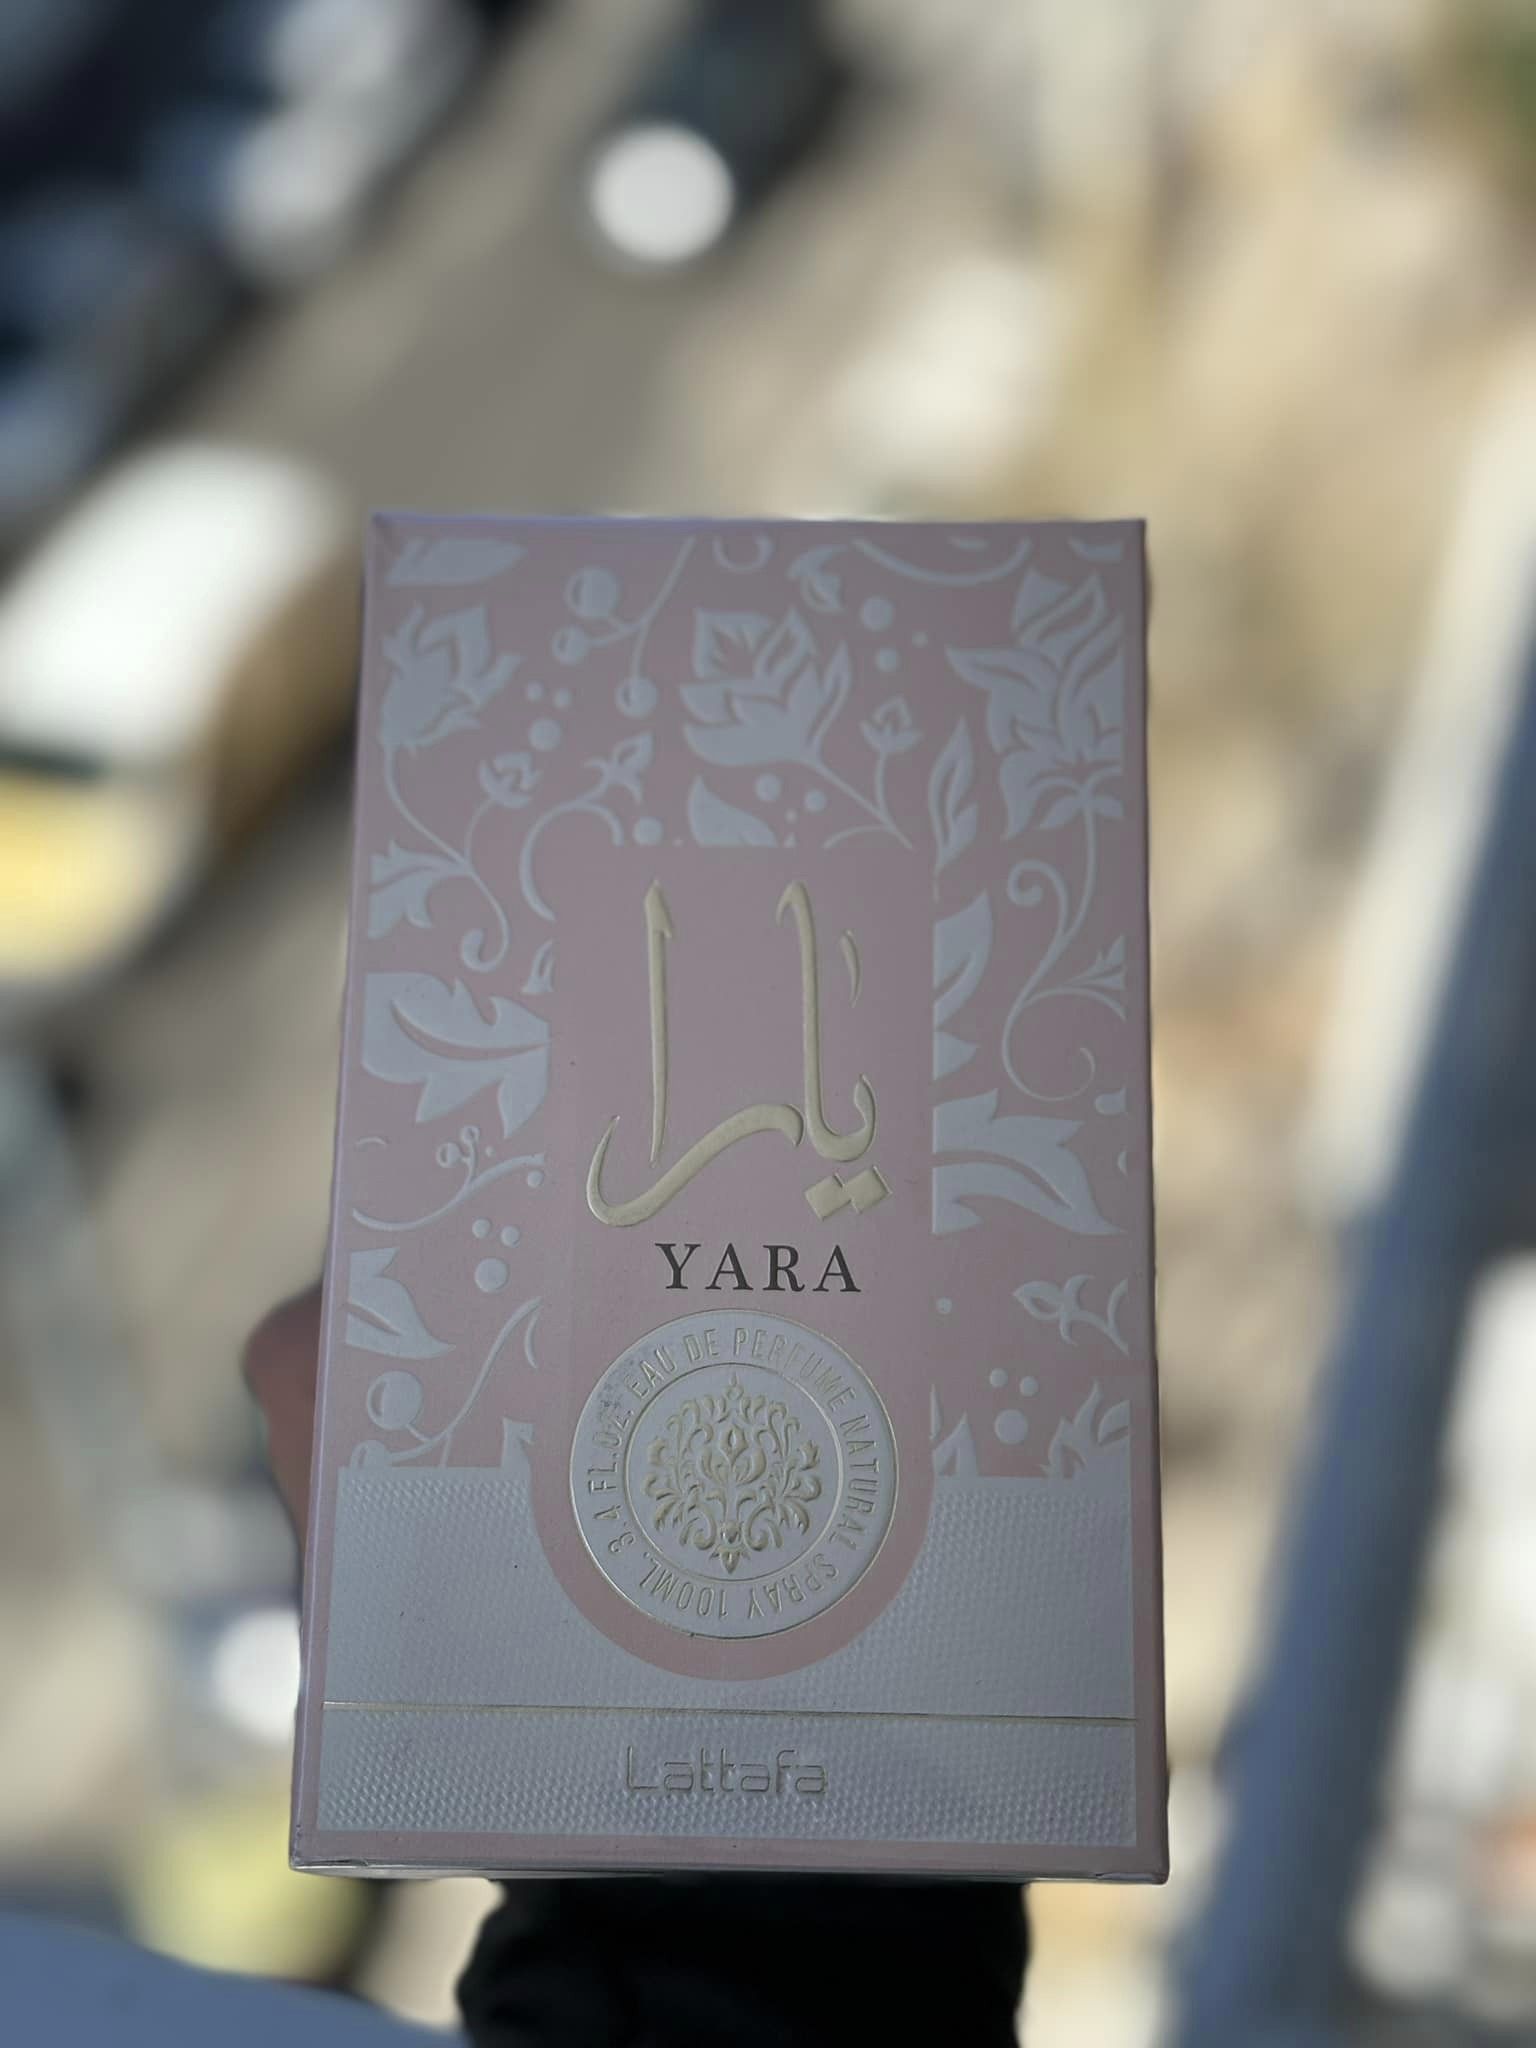 يارا
YARA
EAU DE PERFUME NATURAL SPRAY 100ML. 3.4 FL.OZ.
Lattafa